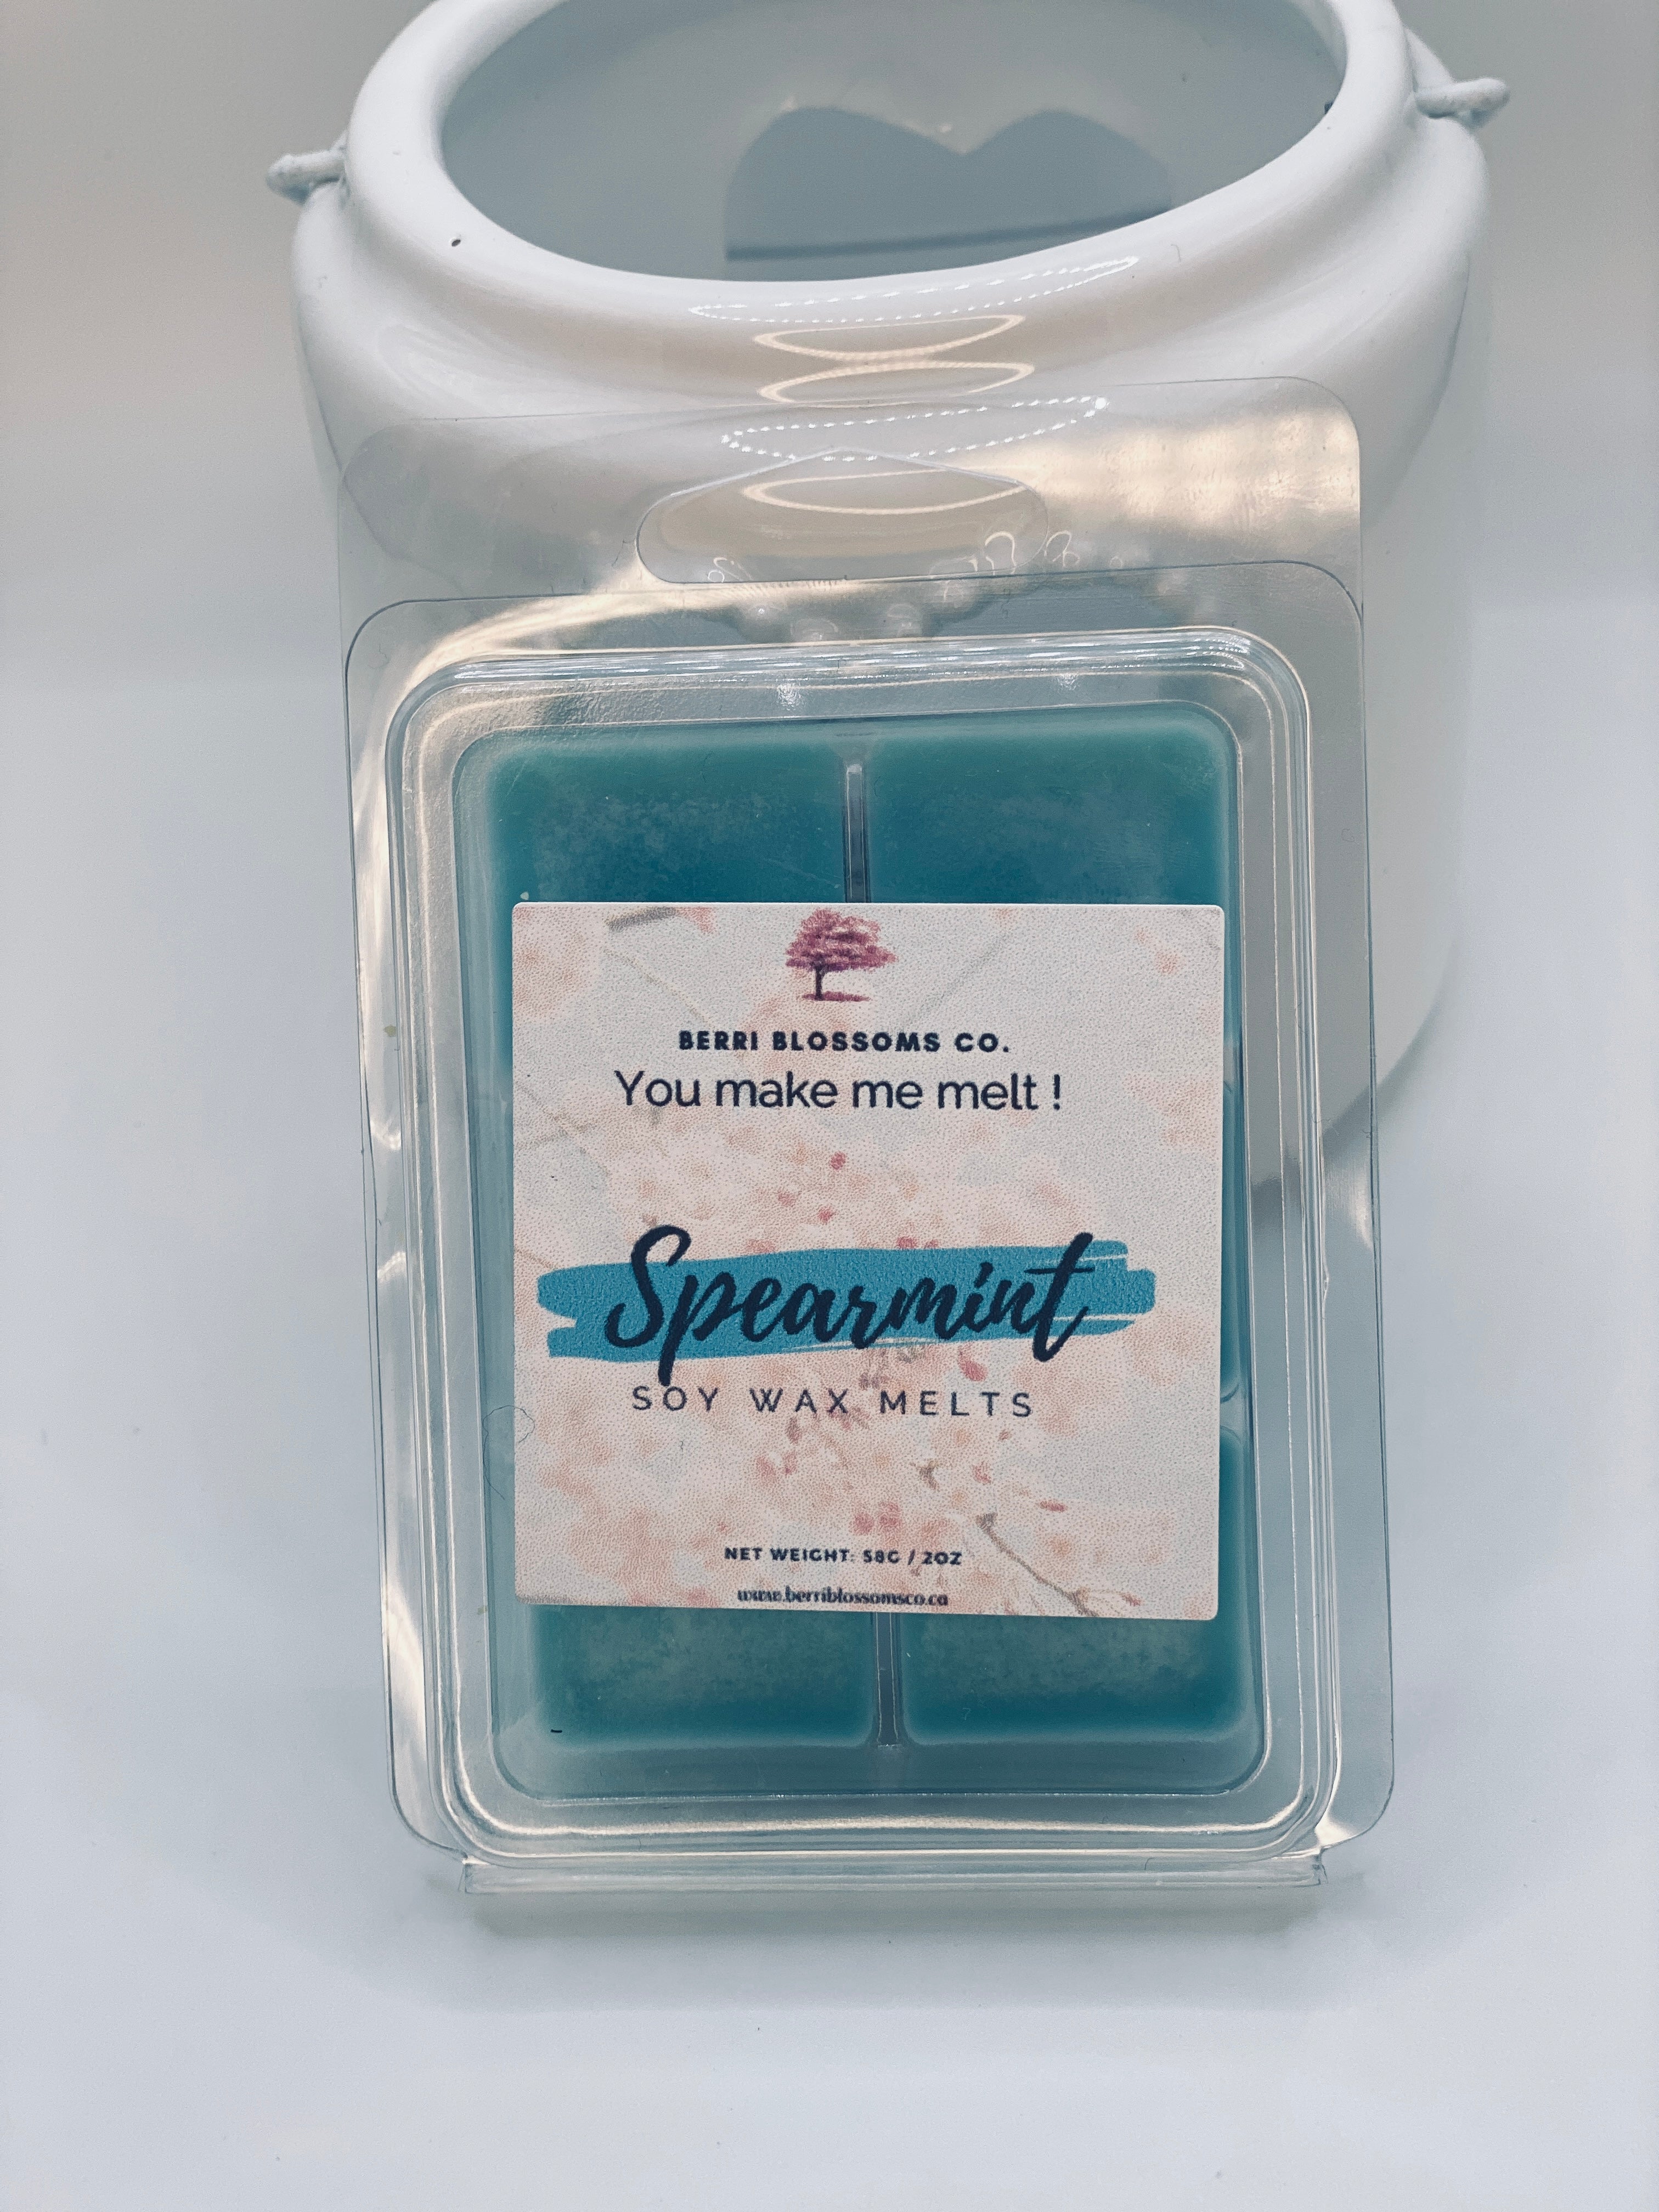 BERRI BLOSSOMS CO.
You make me melt !
Spearmint
SOY WAX MELTS
NET WEIGHT: 58G / 2OZ
www.berriblossomsco.ca